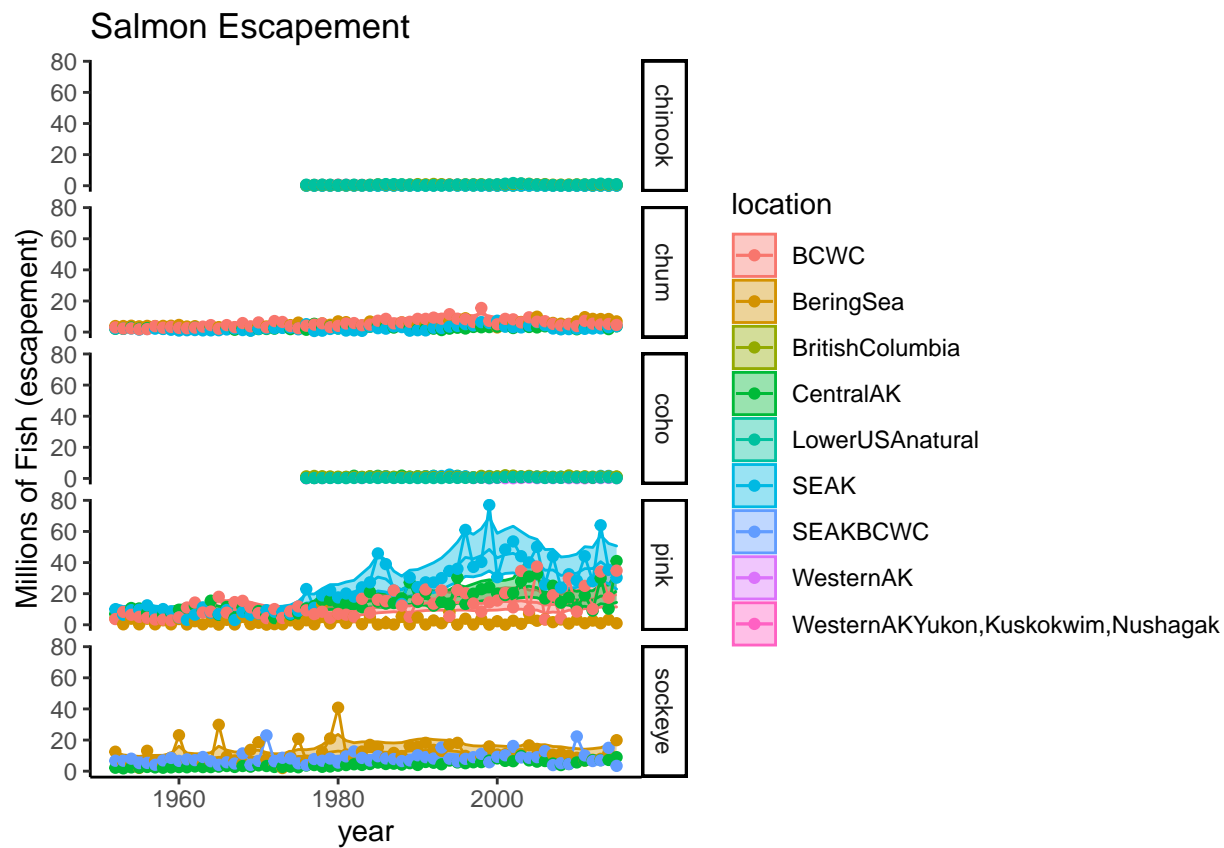 Salmon Escapement
Millions of Fish (escapement)
80
60
40
20
0
chinook
80
60
40
20
0
chum
80
60
40
20
0
coho
80
60
40
20
0
pink
80
60
40
20
0
sockeye
1960
1980
2000
year
location
BCWC
BeringSea
BritishColumbia
CentralAK
LowerUSAnatural
SEAK
SEAKBCWC
WesternAK
WesternAKYukon,Kuskokwim,Nushagak